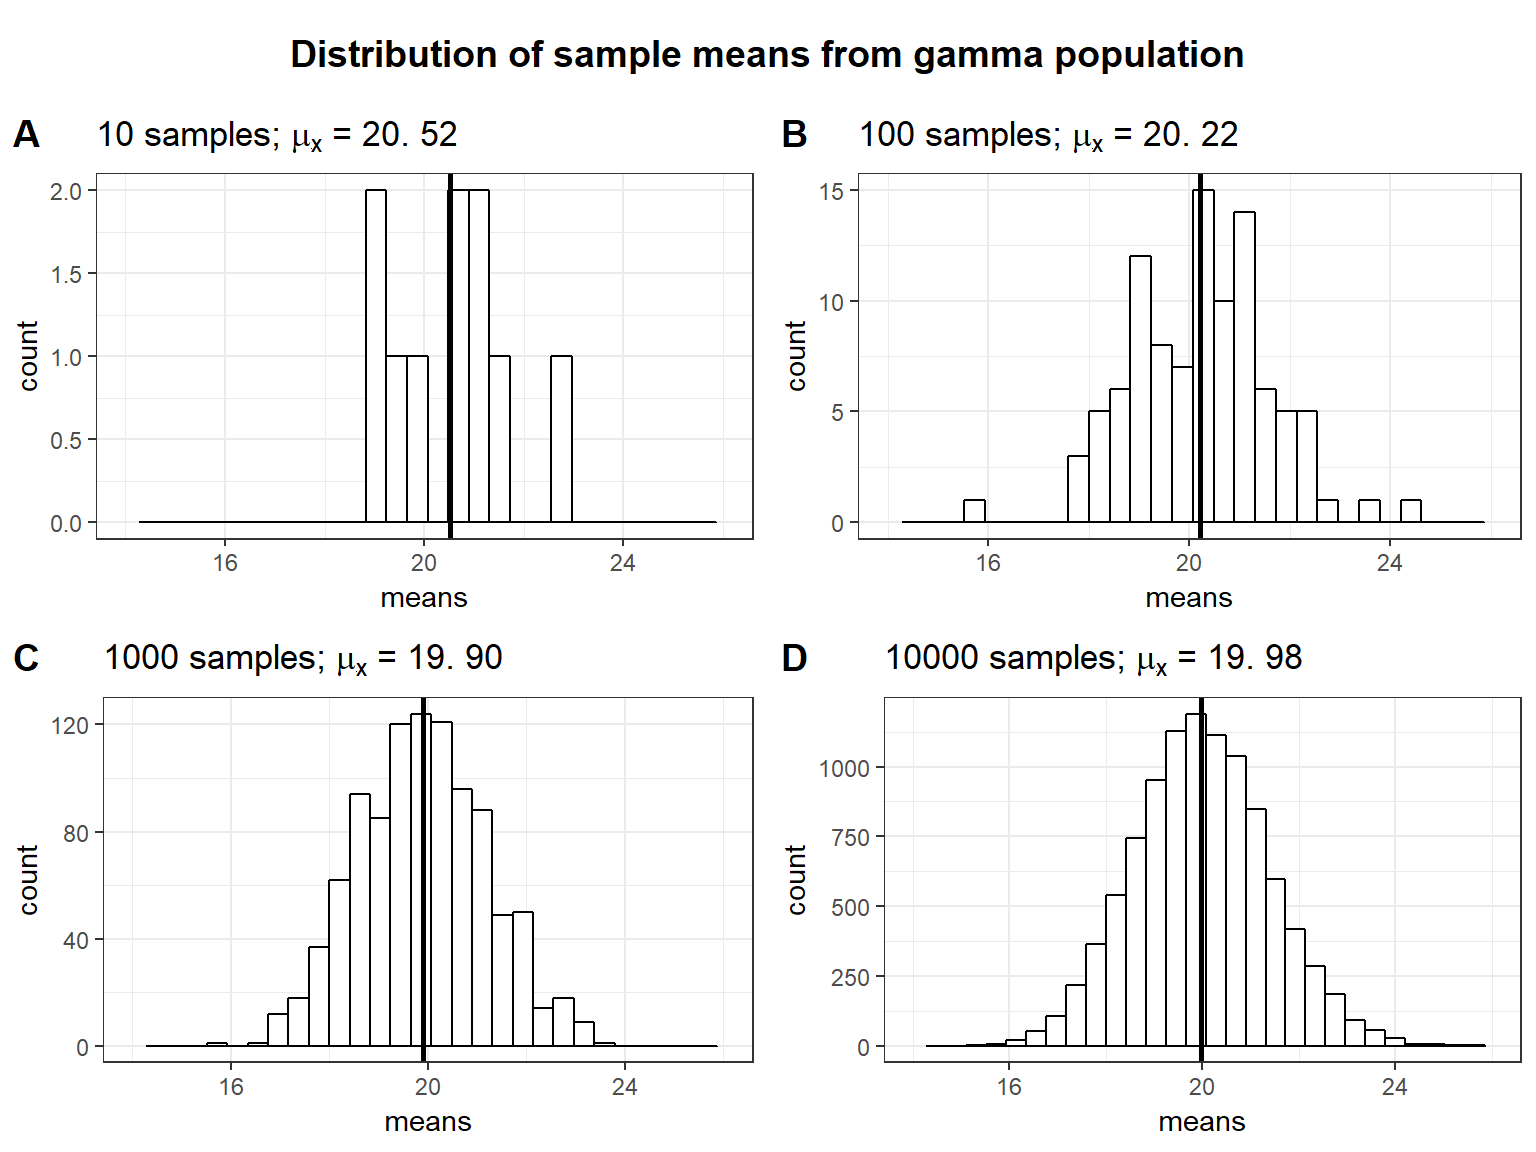 Distribution of sample means from gamma population
A 10 samples; μx = 20. 52
2.0
1.5
1.0
0.5
0.0
count
16 20 24
means
B 100 samples; μx = 20. 22
15
10
5
0
count
16 20 24
means
C 1000 samples; μx = 19. 90
120
80
40
0
count
16 20 24
means
D 10000 samples; μx = 19. 98
1000
750
500
250
0
count
16 20 24
means